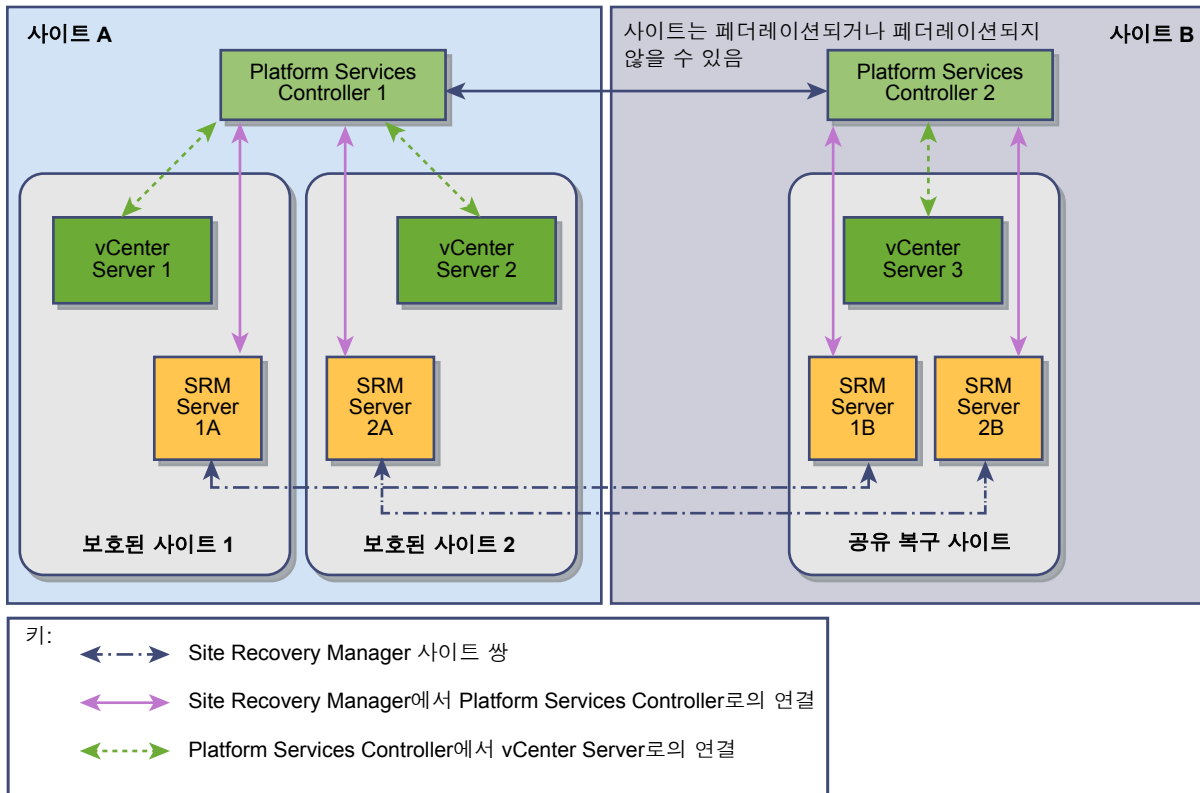 사이트 A
사이트는 페더레이션되거나 페더레이션되지
않을 수 있음
사이트 B
Platform Services
Controller 1
Platform Services
Controller 2
vCenter
Server 1
vCenter
Server 2
vCenter
Server 3
SRM
Server
1A
SRM
Server
2A
SRM
Server
1B
SRM
Server
2B
보호된 사이트 1
보호된 사이트 2
공유 복구 사이트
키:
Site Recovery Manager 사이트 쌍
Site Recovery Manager에서 Platform Services Controller로의 연결
Platform Services Controller에서 vCenter Server로의 연결